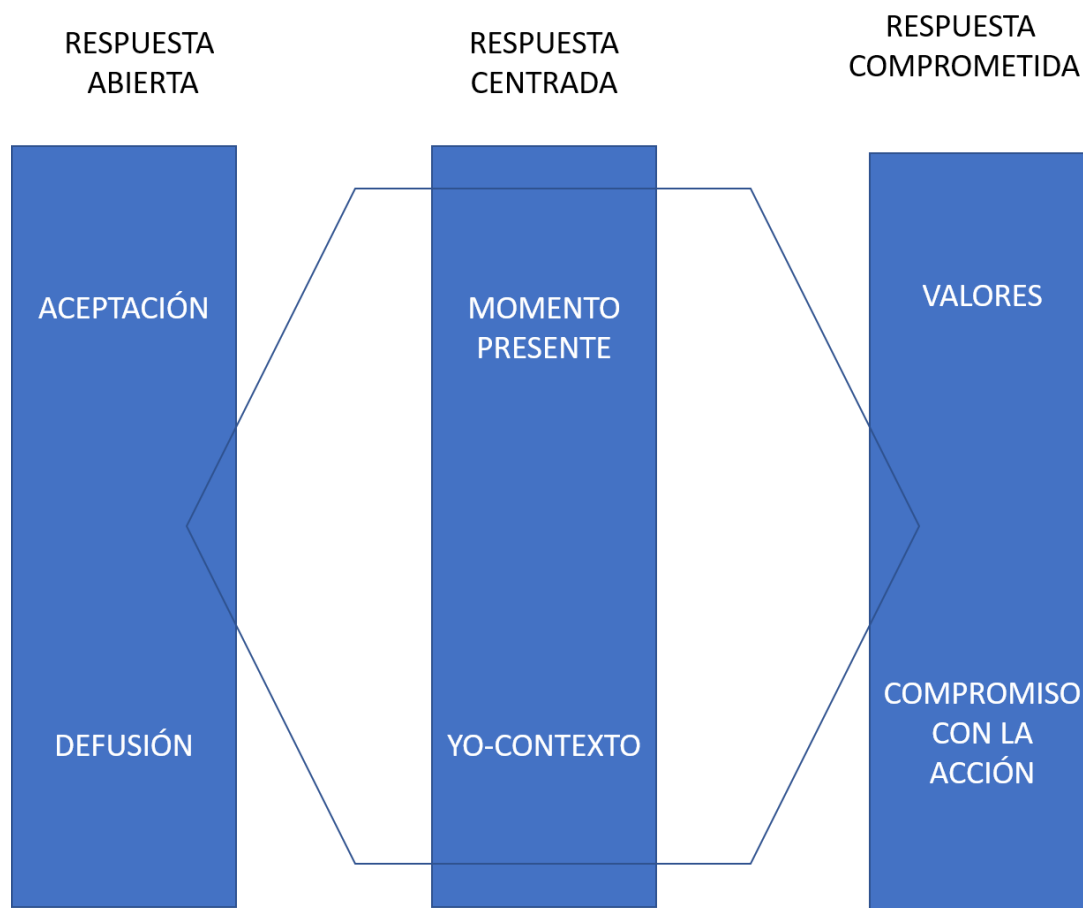 RESPUESTA
ABIERTA
RESPUESTA
CENTRADA
RESPUESTA
COMPROMETIDA
ACEPTACIÓN
MOMENTO
PRESENTE
VALORES
DEFUSIÓN
YO-CONTEXTO
COMPROMISO
CON LA
ACCIÓN